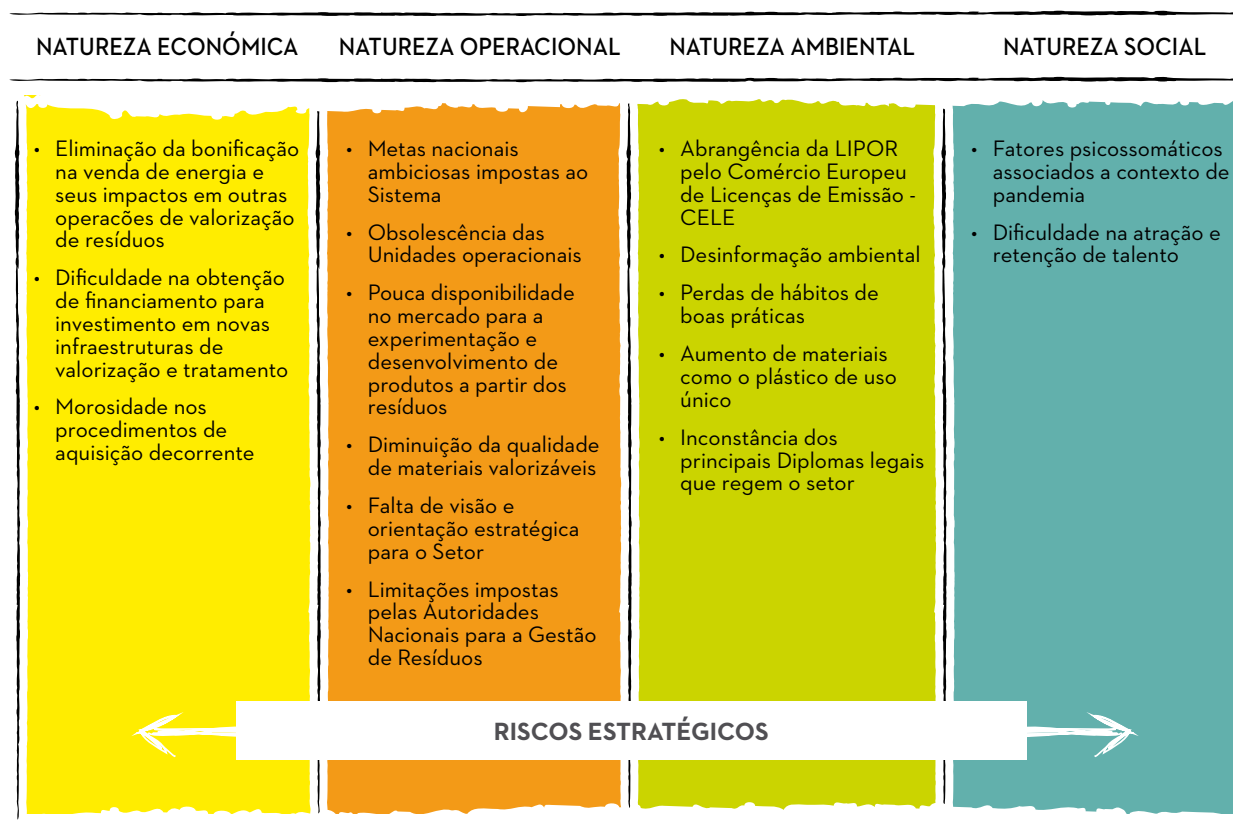 NATUREZA ECONÓMICA
NATUREZA OPERACIONAL
NATUREZA AMBIENTAL
NATUREZA SOCIAL
• Eliminação da bonificação
na venda de energia e
seus impactos em outras
operacões de valorização
de resíduos
• Dificuldade na obtenção
de financiamento para
investimento em novas
infraestruturas de
valorização e tratamento
• Morosidade nos
procedimentos de
aquisição decorrente
• Metas nacionais
ambiciosas impostas ao
Sistema
• Obsolescência das
Unidades operacionais
• Pouca disponibilidade
no mercado para a
experimentação e
desenvolvimento de
produtos a partir dos
resíduos
• Diminuição da qualidade
de materiais valorizáveis
• Falta de visão e
orientação estratégica
para o Setor
• Limitações impostas
pelas Autoridades
Nacionais para a Gestão
de Resíduos
• Abrangência da LIPOR
pelo Comércio Europeu
de Licenças de Emissão -
CELE
• Desinformação ambiental
• Perdas de hábitos de
boas práticas
• Aumento de materiais
como o plástico de uso
único
• Inconstância dos
principais Diplomas legais
que regem o setor
• Fatores psicossomáticos
associados a contexto de
pandemia
• Dificuldade na atração e
retenção de talento
RISCOS ESTRATÉGICOS